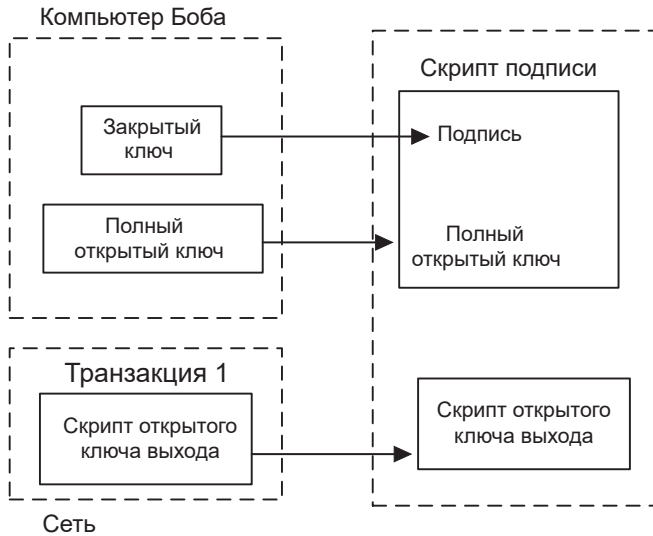 Компьютер Боба
Закрытый
ключ
Полный
открытый ключ
Скрипт подписи
Подпись
Полный
открытый ключ
Транзакция 1
Скрипт открытого
ключа выхода
Сеть
Скрипт открытого
ключа выхода